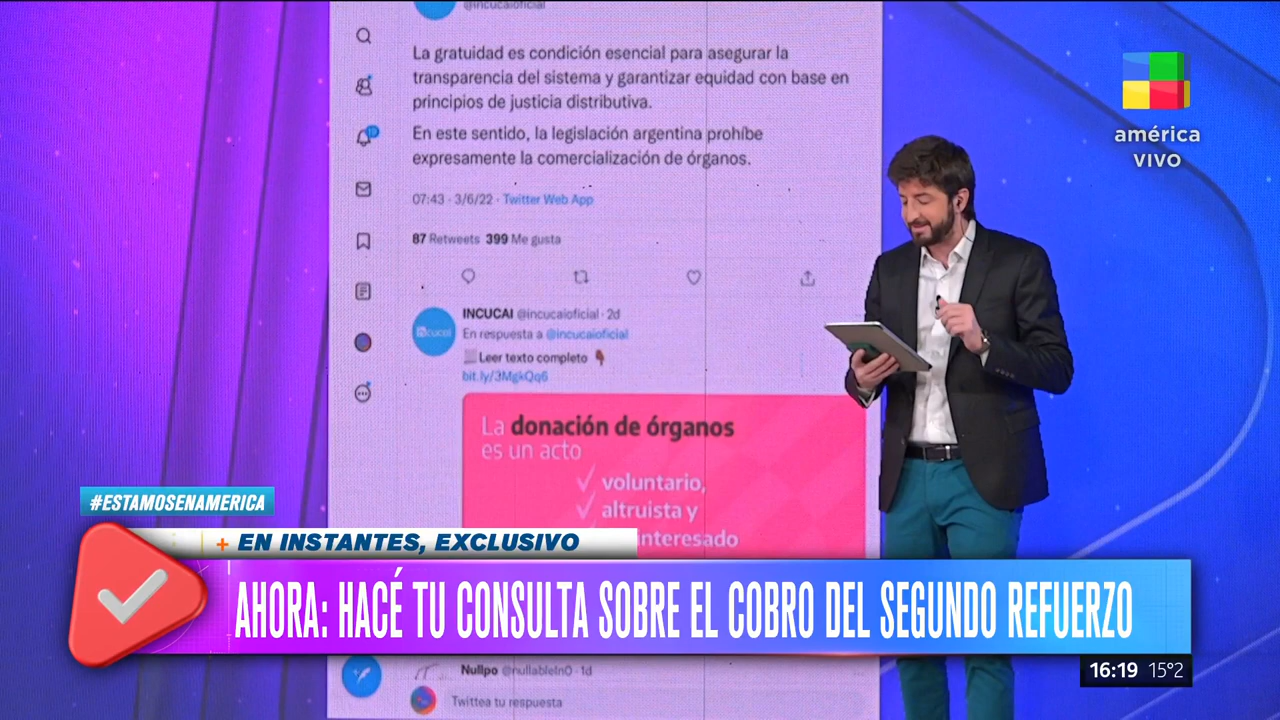 @incucaioficial
La gratuidad es condición esencial para asegurar la
transparencia del sistema y garantizar equidad con base en
principios de justicia distributiva.
En este sentido, la legislación argentina prohíbe
expresamente la comercialización de órganos.
07:43 · 3/6/22 · Twitter Web App
87 Retweets 399 Me gusta
INCUCAI @incucaioficial · 2d
En respuesta a @incucaioficial
Leer texto completo
bit.ly/3MgkQq6
incucai
La donación de órganos
es un acto
voluntario,
altruista y
interesado
américa
VIVO
#ESTAMOSENAMERICA
+ EN INSTANTES, EXCLUSIVO
AHORA: HACÉ TU CONSULTA SOBRE EL COBRO DEL SEGUNDO REFUERZO
Nullpo @nullableIn0 · 1d
Twittea tu respuesta
16:19 15°2